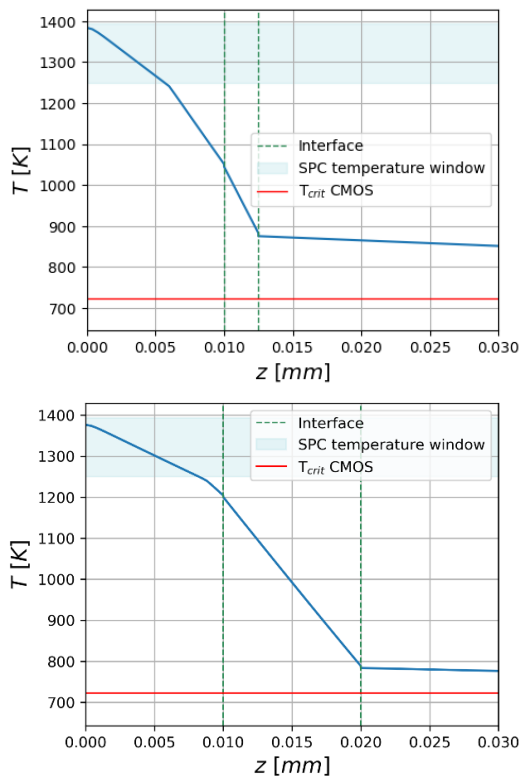 1400
1300
1200
1100
1000
900
800
700
T [K]
Interface
SPC temperature window
T_crit CMOS
0.000 0.005 0.010 0.015 0.020 0.025 0.030
z [mm]
1400
1300
1200
1100
1000
900
800
700
T [K]
Interface
SPC temperature window
T_crit CMOS
0.000 0.005 0.010 0.015 0.020 0.025 0.030
z [mm]